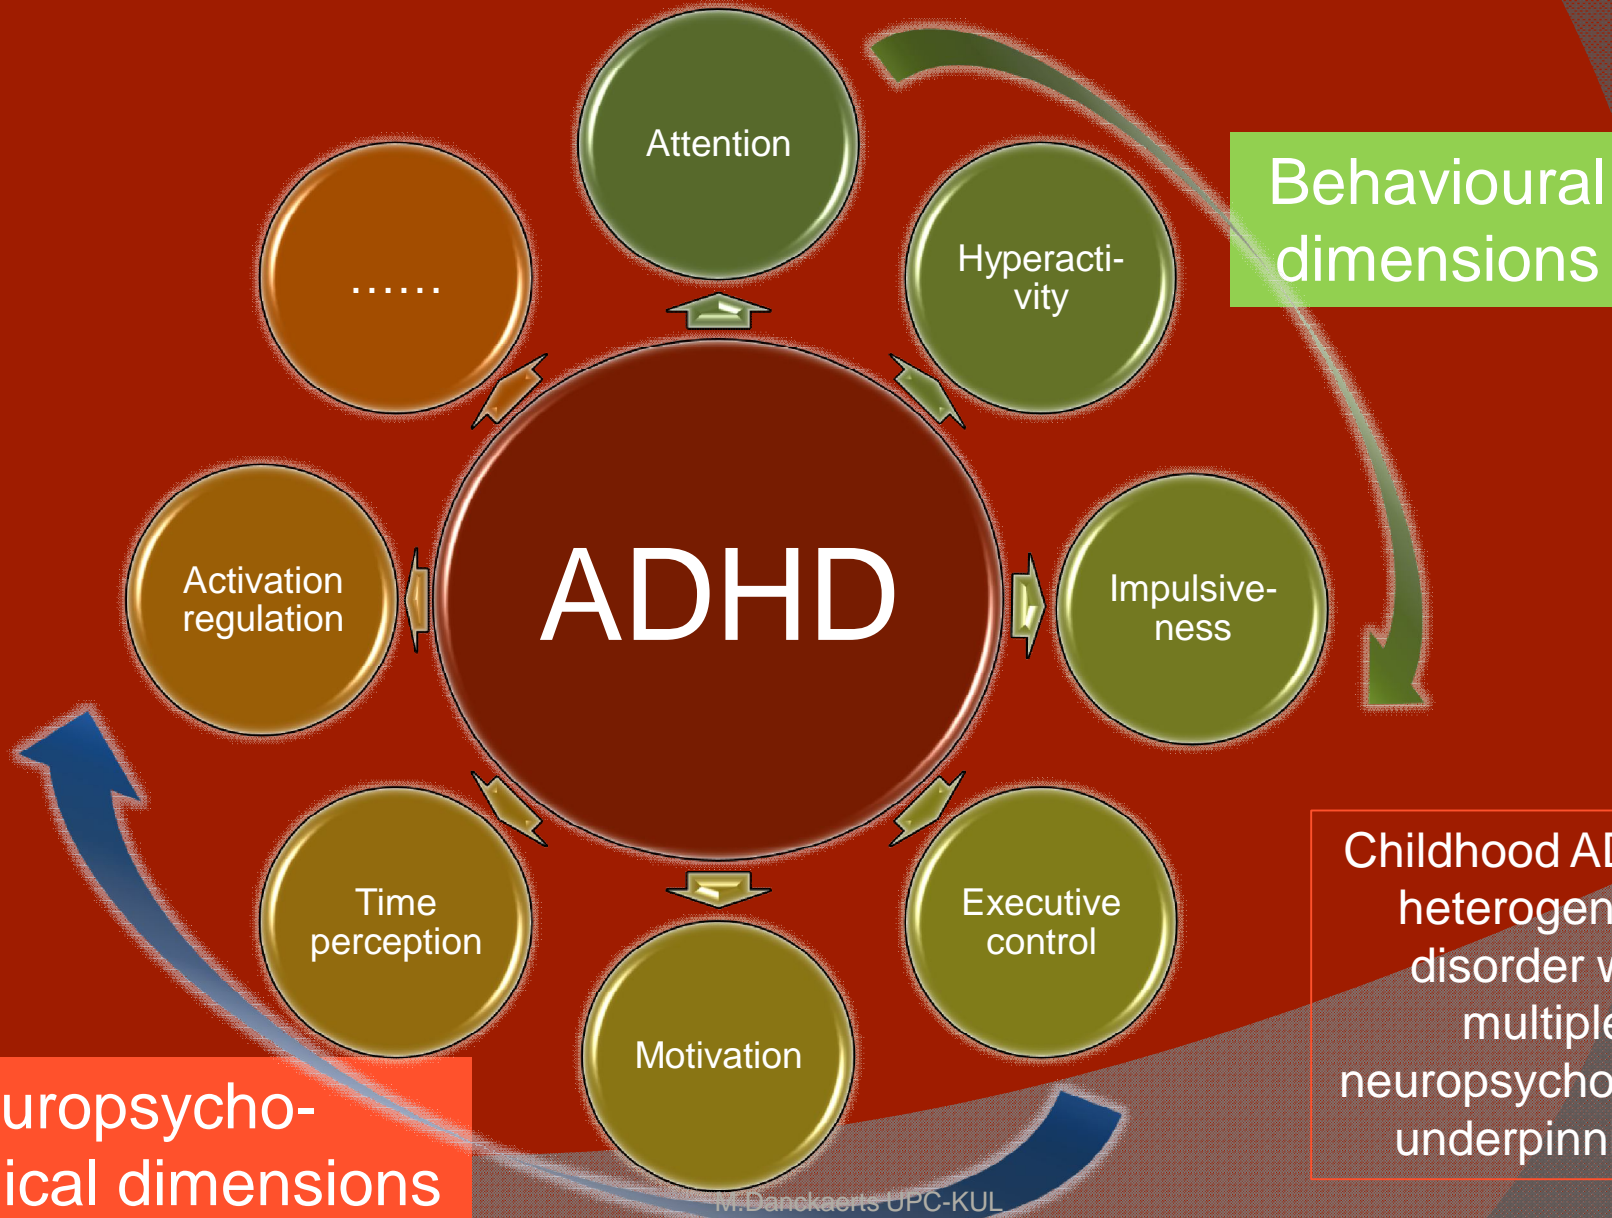 Attention
Hyperacti-
vity
Impulsive-
ness
Executive
control
Motivation
Time
perception
Activation
regulation
......
ADHD
Behavioural
dimensions
Childhood
heterogen
disorder
multiple
neuropsycho
underpinn
uropsycho-
ical dimensions
M.Danckaerts UPC-KUL